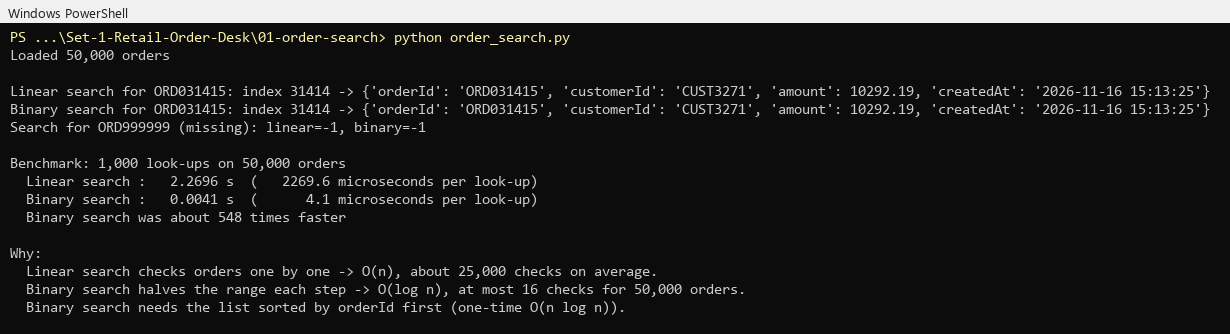 Windows PowerShell
PS ...\Set-1-Retail-Order-Desk\01-order-search> python order_search.py
Loaded 50,000 orders
Linear search for ORD031415: index 31414 -> {'orderId': 'ORD031415', 'customerId': 'CUST3271', 'amount': 10292.19, 'createdAt': '2026-11-16 15:13:25'}
Binary search for ORD031415: index 31414 -> {'orderId': 'ORD031415', 'customerId': 'CUST3271', 'amount': 10292.19, 'createdAt': '2026-11-16 15:13:25'}
Search for ORD999999 (missing): linear=-1, binary=-1
Benchmark: 1,000 look-ups on 50,000 orders
  Linear search :   2.2696 s  (   2269.6 microseconds per look-up)
  Binary search :   0.0041 s  (      4.1 microseconds per look-up)
  Binary search was about 548 times faster
Why:
  Linear search checks orders one by one -> O(n), about 25,000 checks on average.
  Binary search halves the range each step -> O(log n), at most 16 checks for 50,000 orders.
  Binary search needs the list sorted by orderId first (one-time O(n log n)).